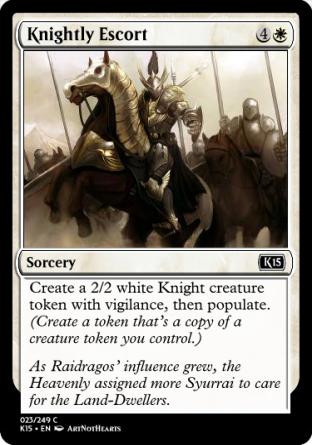 Knightly Escort 4
Sorcery K15
Create a 2/2 white Knight creature
token with vigilance, then populate.
(Create a token that's a copy of a
creature token you control.)
As Raidragos' influence grew, the
Heavenly assigned more Syurrai to care
for the Land-Dwellers.
023/249 C
K15 • EN ArtNotHearts